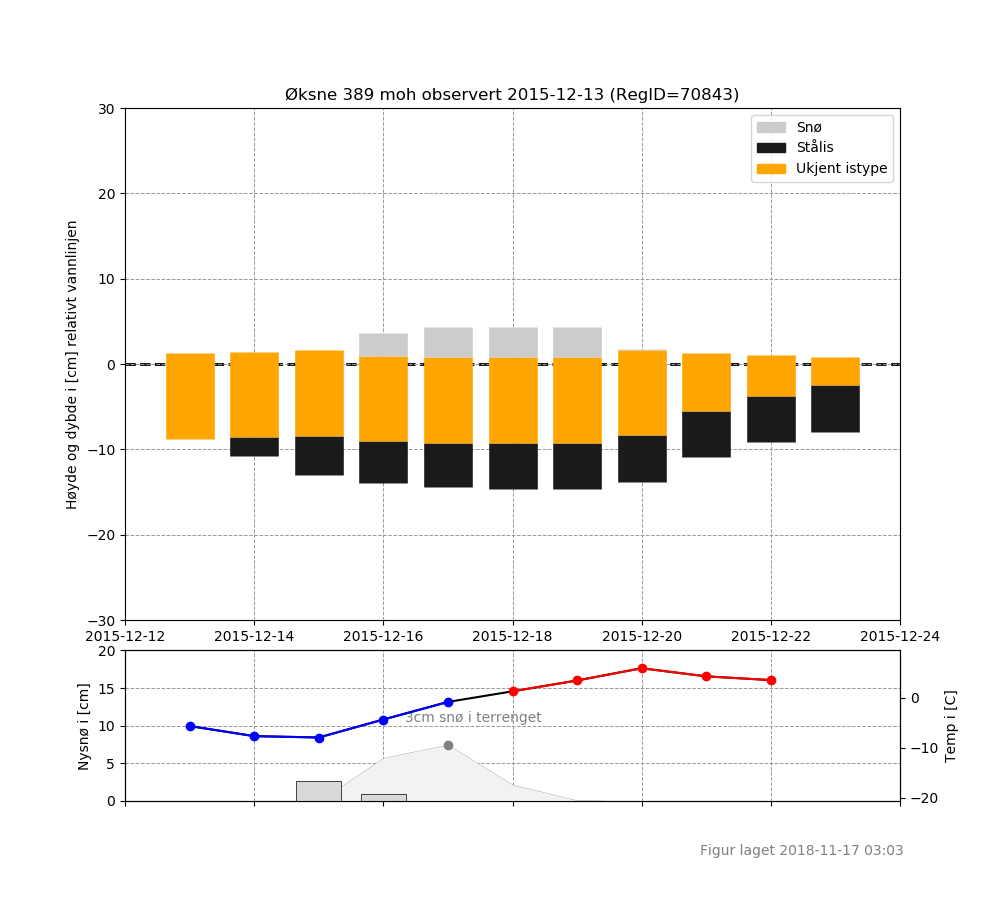 Øksne 389 moh observert 2015-12-13 (RegID=70843)
30
20
10
0
−10
−20
−30
Høyde og dybde i [cm] relativt vannlinjen
Snø
Stålis
Ukjent istype
2015-12-12
2015-12-14
2015-12-16
2015-12-18
2015-12-20
2015-12-22
2015-12-24
20
15
10
5
0
Nysnø i [cm]
3cm snø i terrenget
0
−10
−20
Temp i [C]
Figur laget 2018-11-17 03:03